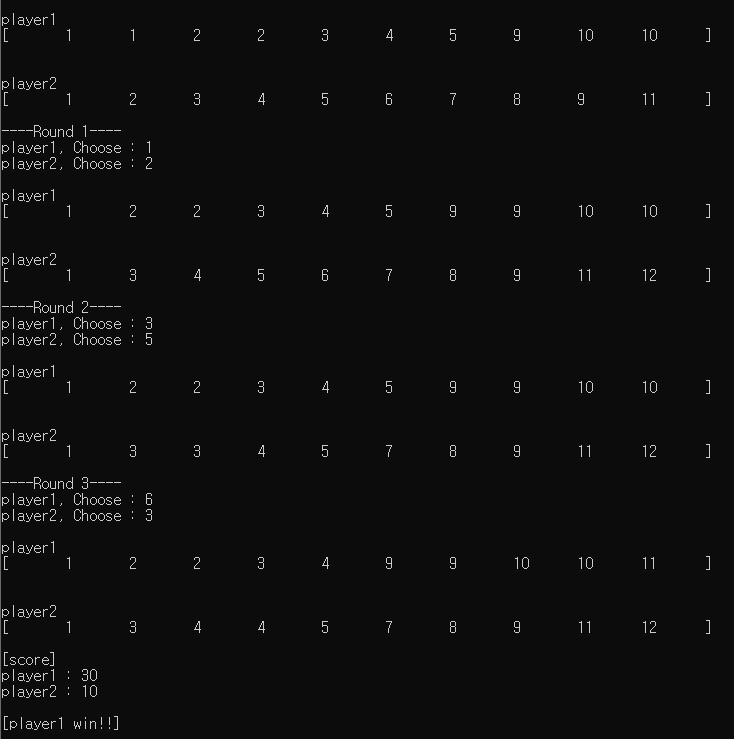 player1
[ 1 1 2 2 3 4 5 9 10 10 ]
player2
[ 1 2 3 4 5 6 7 8 9 11 ]
----Round 1----
player1, Choose : 1
player2, Choose : 2
player1
[ 1 2 2 3 4 5 9 9 10 10 ]
player2
[ 1 3 4 5 6 7 8 9 11 12 ]
----Round 2----
player1, Choose : 3
player2, Choose : 5
player1
[ 1 2 2 3 4 5 9 9 10 10 ]
player2
[ 1 3 3 4 5 7 8 9 11 12 ]
----Round 3----
player1, Choose : 6
player2, Choose : 3
player1
[ 1 2 2 3 4 9 9 10 10 11 ]
player2
[ 1 3 4 4 5 7 8 9 11 12 ]
[score]
player1 : 30
player2 : 10
[player1 win!!]